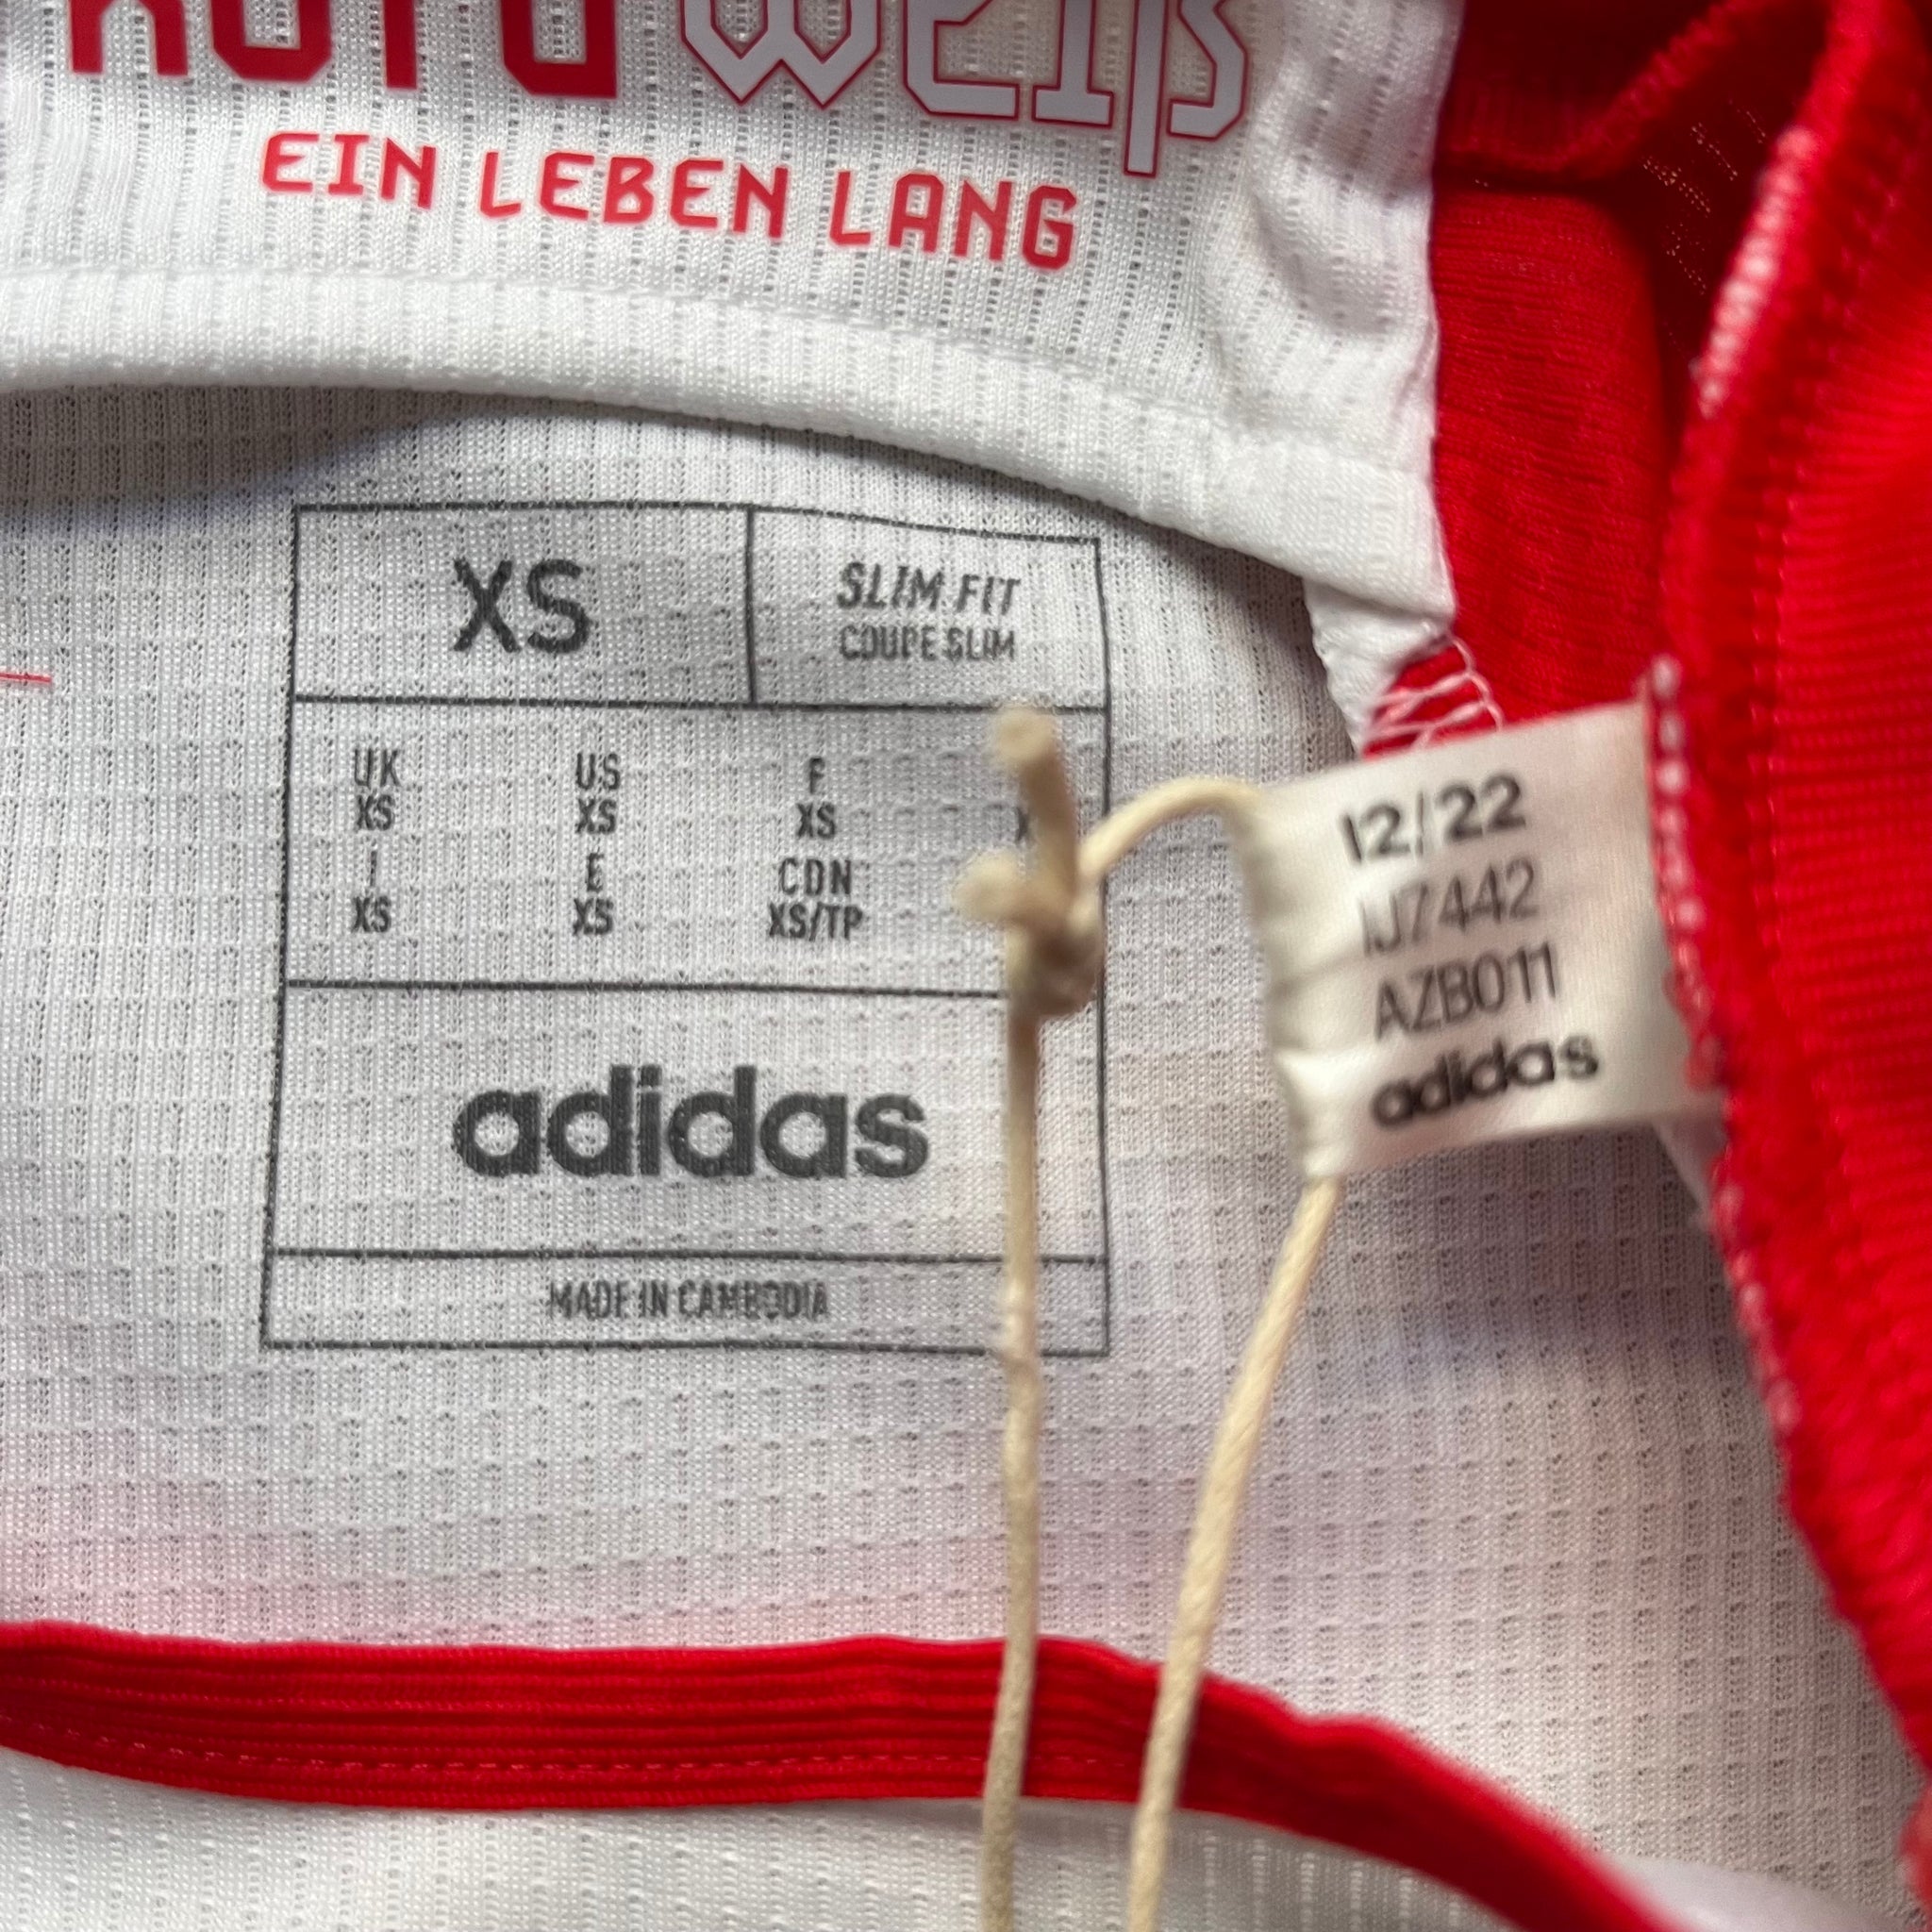 weiß
EIN LEBEN LANG
XS
SLIM FIT
COUPE SLIM
UK US F
XS XS XS X
I E CDN
XS XS XS/TP
adidas
MADE IN CAMBODIA
12/22
IJ7442
AZB011
adidas